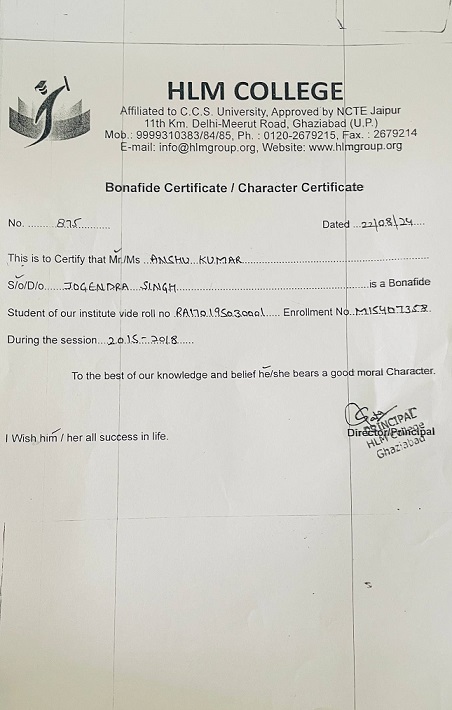 HLM COLLEGE
Affiliated to C.C.S. University, Approved by NCTE Jaipur
11th Km. Delhi-Meerut Road, Ghaziabad (U.P.)
Mob.: 9999310383/84/85, Ph. : 0120-2679215, Fax. : 2679214
E-mail: info@hlmgroup.org, Website: www.hlmgroup.org
Bonafide Certificate / Character Certificate
No. ........ 875 ........... Dated ... 22/08/24 ....
This is to Certify that Mr/Ms .. ANSHU KUMAR ..........
S/o/D/o...... JOGENDRA SINGH .......... is a Bonafide
Student of our institute vide roll no RA170195030001 ..... Enrollment No. M15407358.
During the session... 2015-2018 .....
To the best of our knowledge and belief he/she bears a good moral Character.
PRINCIPAL
Director/Principal
HLM College
Ghaziabad
I Wish him / her all success in life.